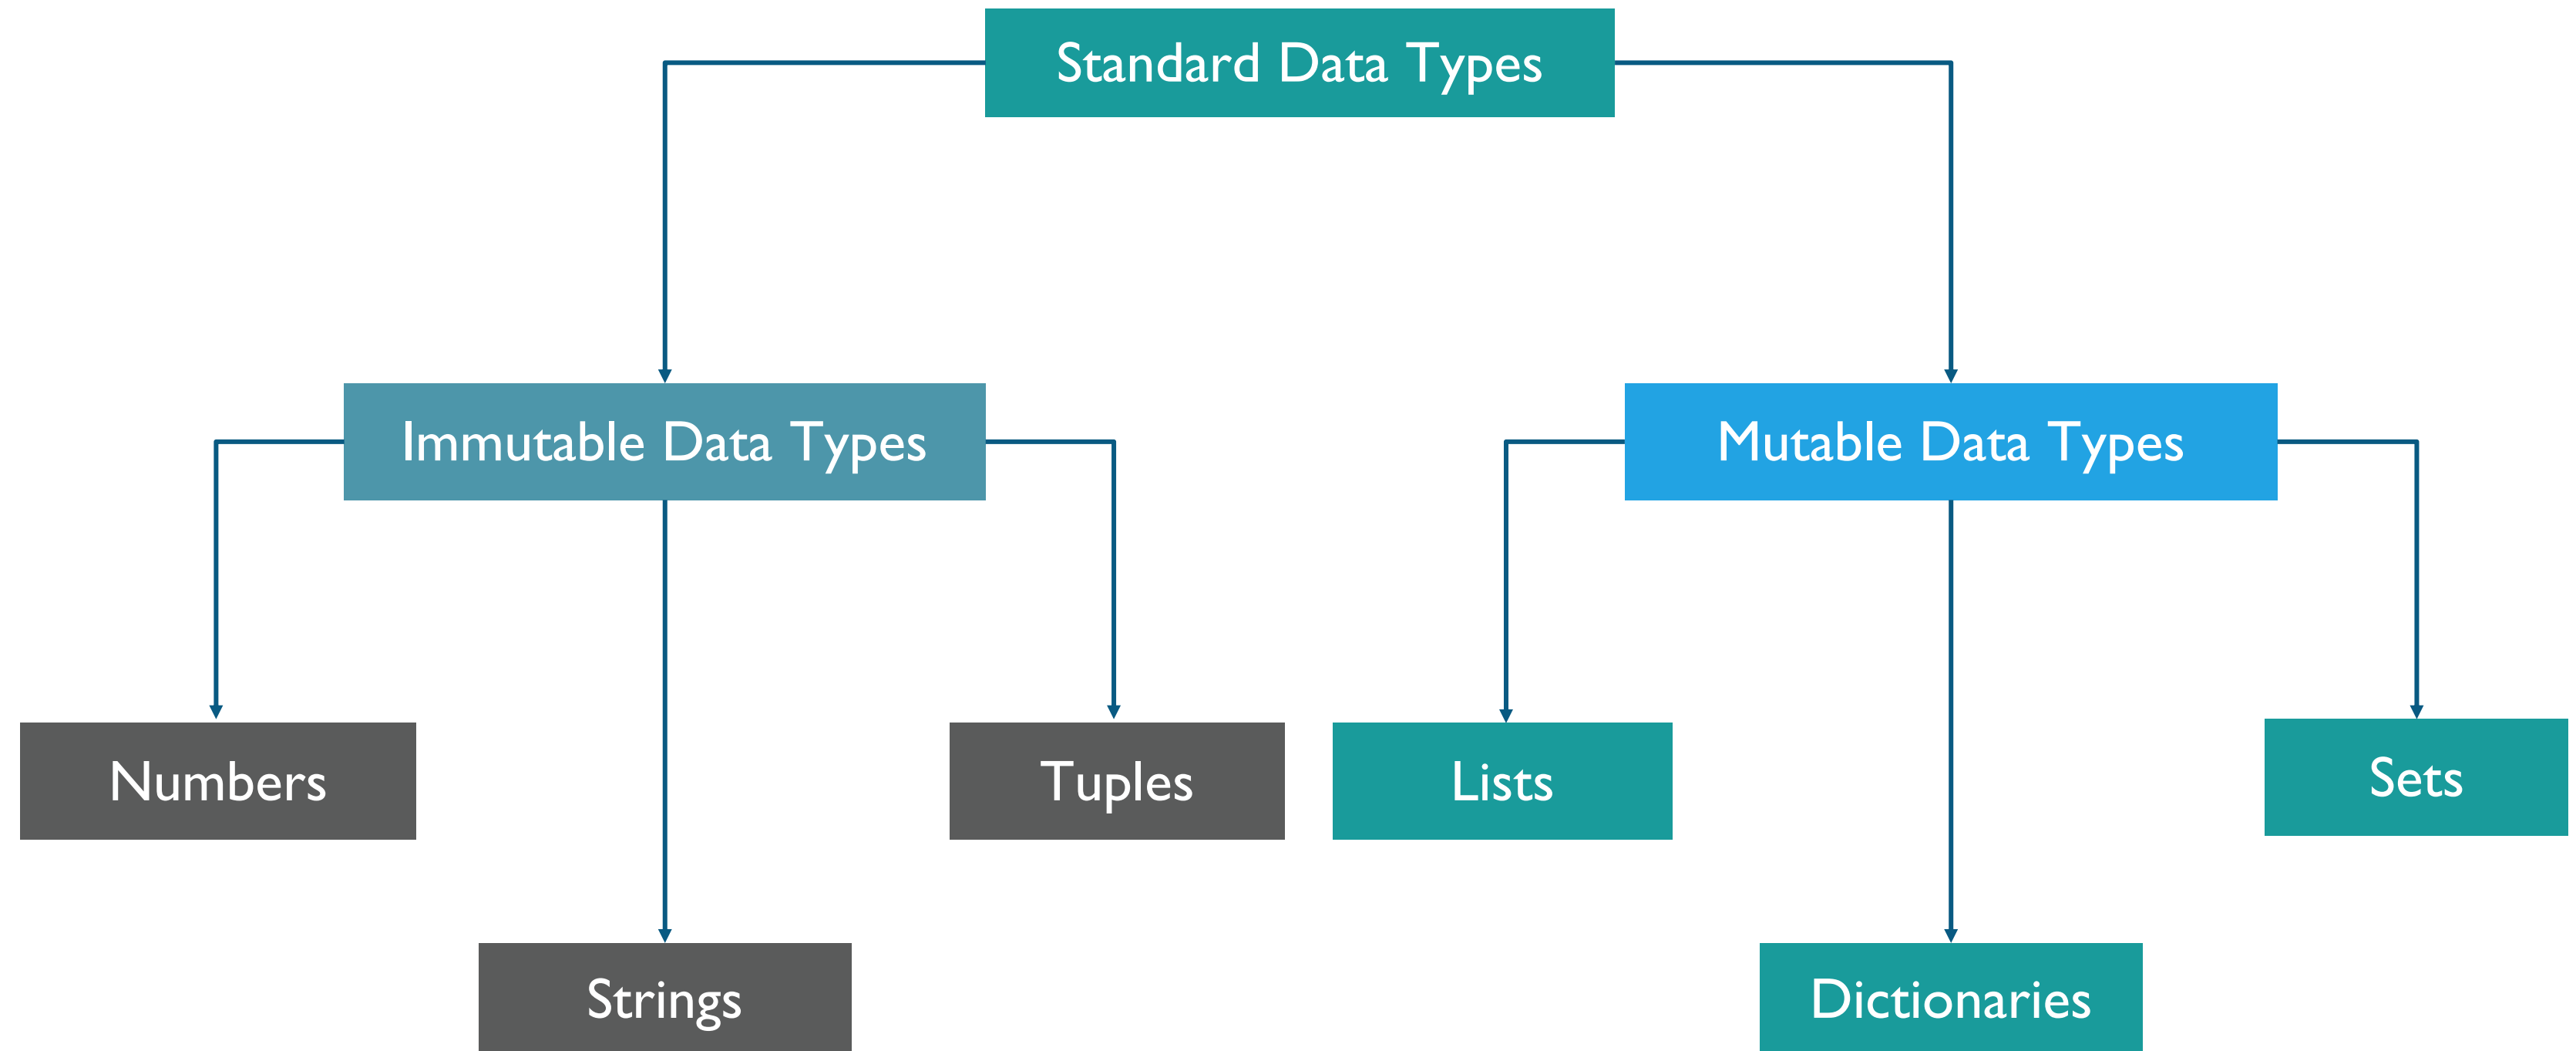 Standard Data Types
Immutable Data Types
Mutable Data Types
Numbers
Tuples
Lists
Sets
Strings
Dictionaries